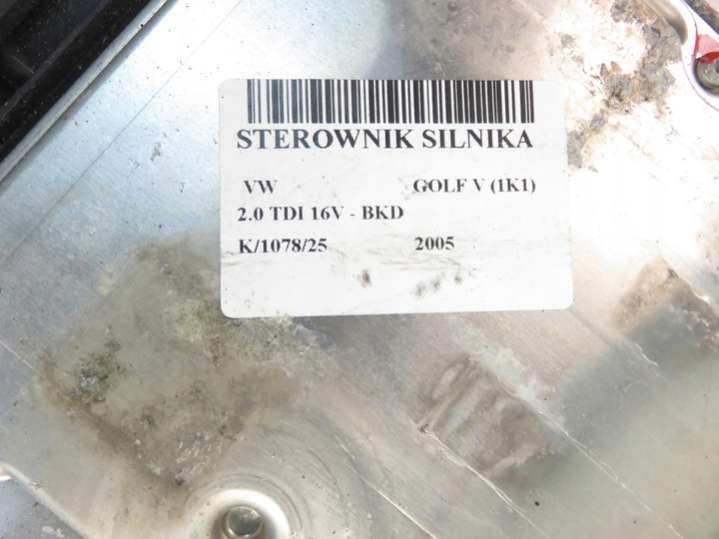 STEROWNIK SILNIKA
VW GOLF V (1K1)
2.0 TDI 16V - BKD
K/1078/25 2005